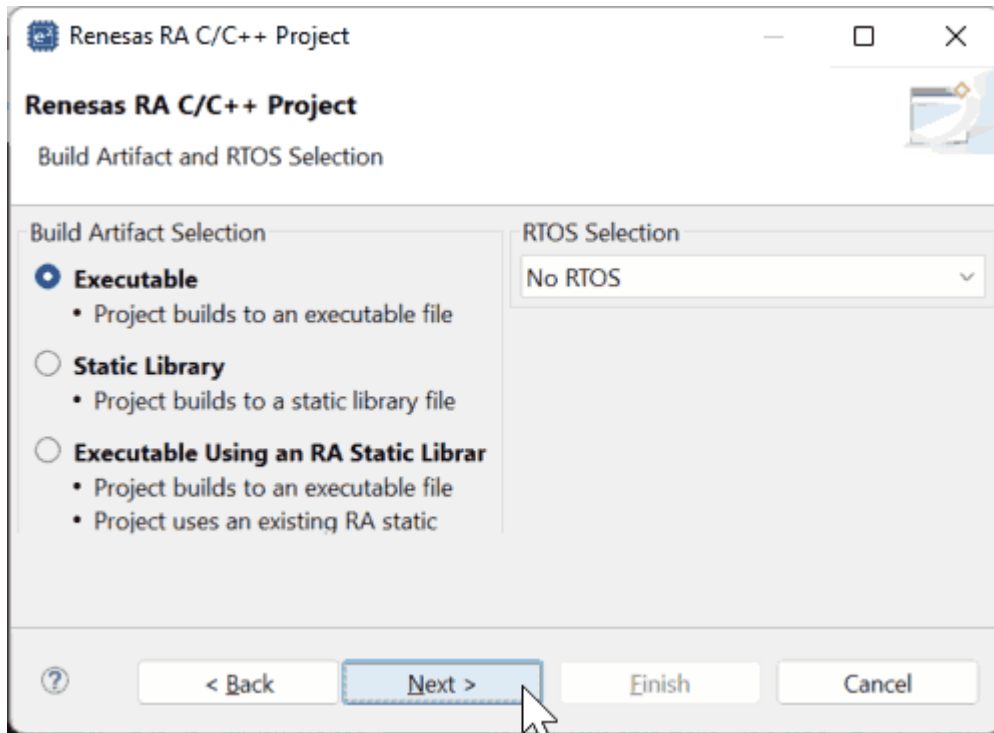 Renesas RA C/C++ Project
Renesas RA C/C++ Project
Build Artifact and RTOS Selection
Build Artifact Selection
Executable
• Project builds to an executable file
Static Library
• Project builds to a static library file
Executable Using an RA Static Librar
• Project builds to an executable file
• Project uses an existing RA static
RTOS Selection
No RTOS
?
< Back
Next >
Finish
Cancel